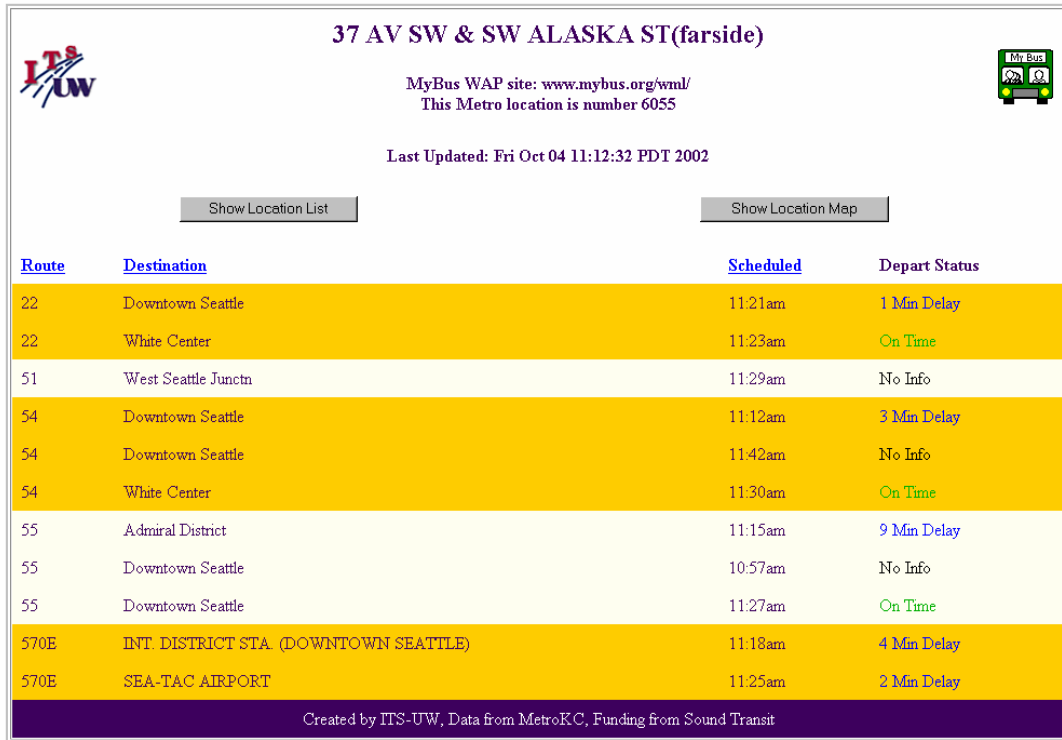 37 AV SW & SW ALASKA ST(farside)
ITS
UW
My Bus
MyBus WAP site: www.mybus.org/wml/
This Metro location is number 6055
Last Updated: Fri Oct 04 11:12:32 PDT 2002
Show Location List Show Location Map
Route Destination Scheduled Depart Status
22 Downtown Seattle 11:21am 1 Min Delay
22 White Center 11:23am On Time
51 West Seattle Junctn 11:29am No Info
54 Downtown Seattle 11:12am 3 Min Delay
54 Downtown Seattle 11:42am No Info
54 White Center 11:30am On Time
55 Admiral District 11:15am 9 Min Delay
55 Downtown Seattle 10:57am No Info
55 Downtown Seattle 11:27am On Time
570E INT. DISTRICT STA. (DOWNTOWN SEATTLE) 11:18am 4 Min Delay
570E SEA-TAC AIRPORT 11:25am 2 Min Delay
Created by ITS-UW, Data from MetroKC, Funding from Sound Transit